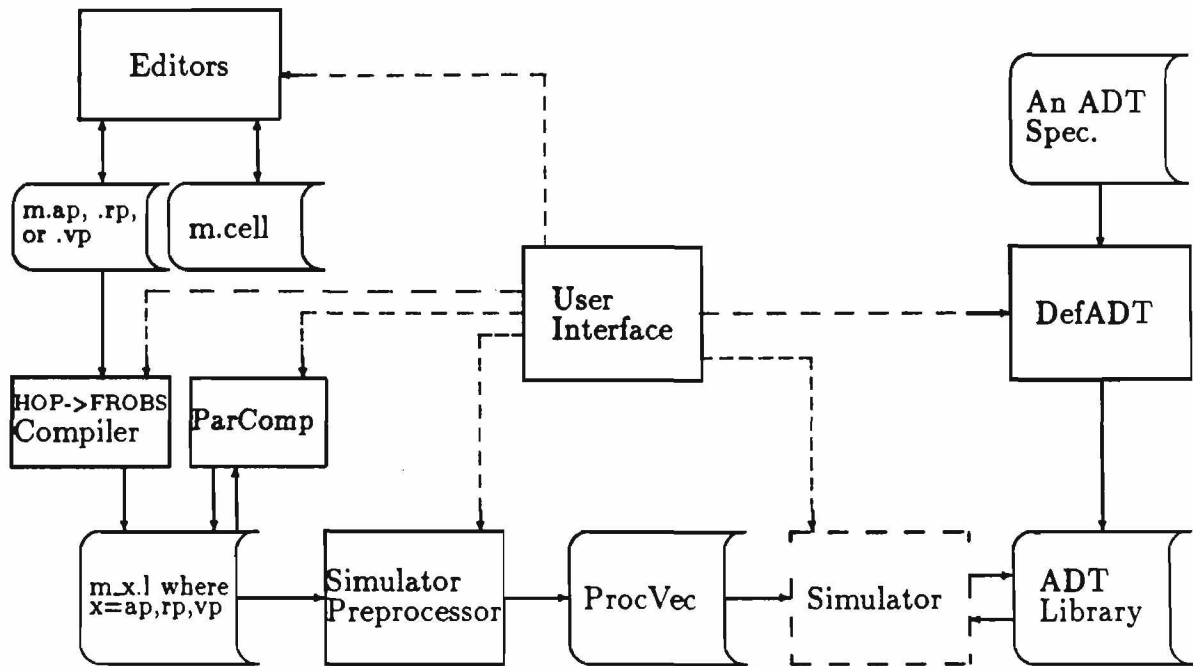 Editors
An ADT
Spec.
m.ap, .rp,
or .vp
m.cell
User
Interface
DefADT
HOP->FROBS
Compiler
ParComp
m_x.l where
x=ap,rp,vp
Simulator
Preprocessor
ProcVec
Simulator
ADT
Library